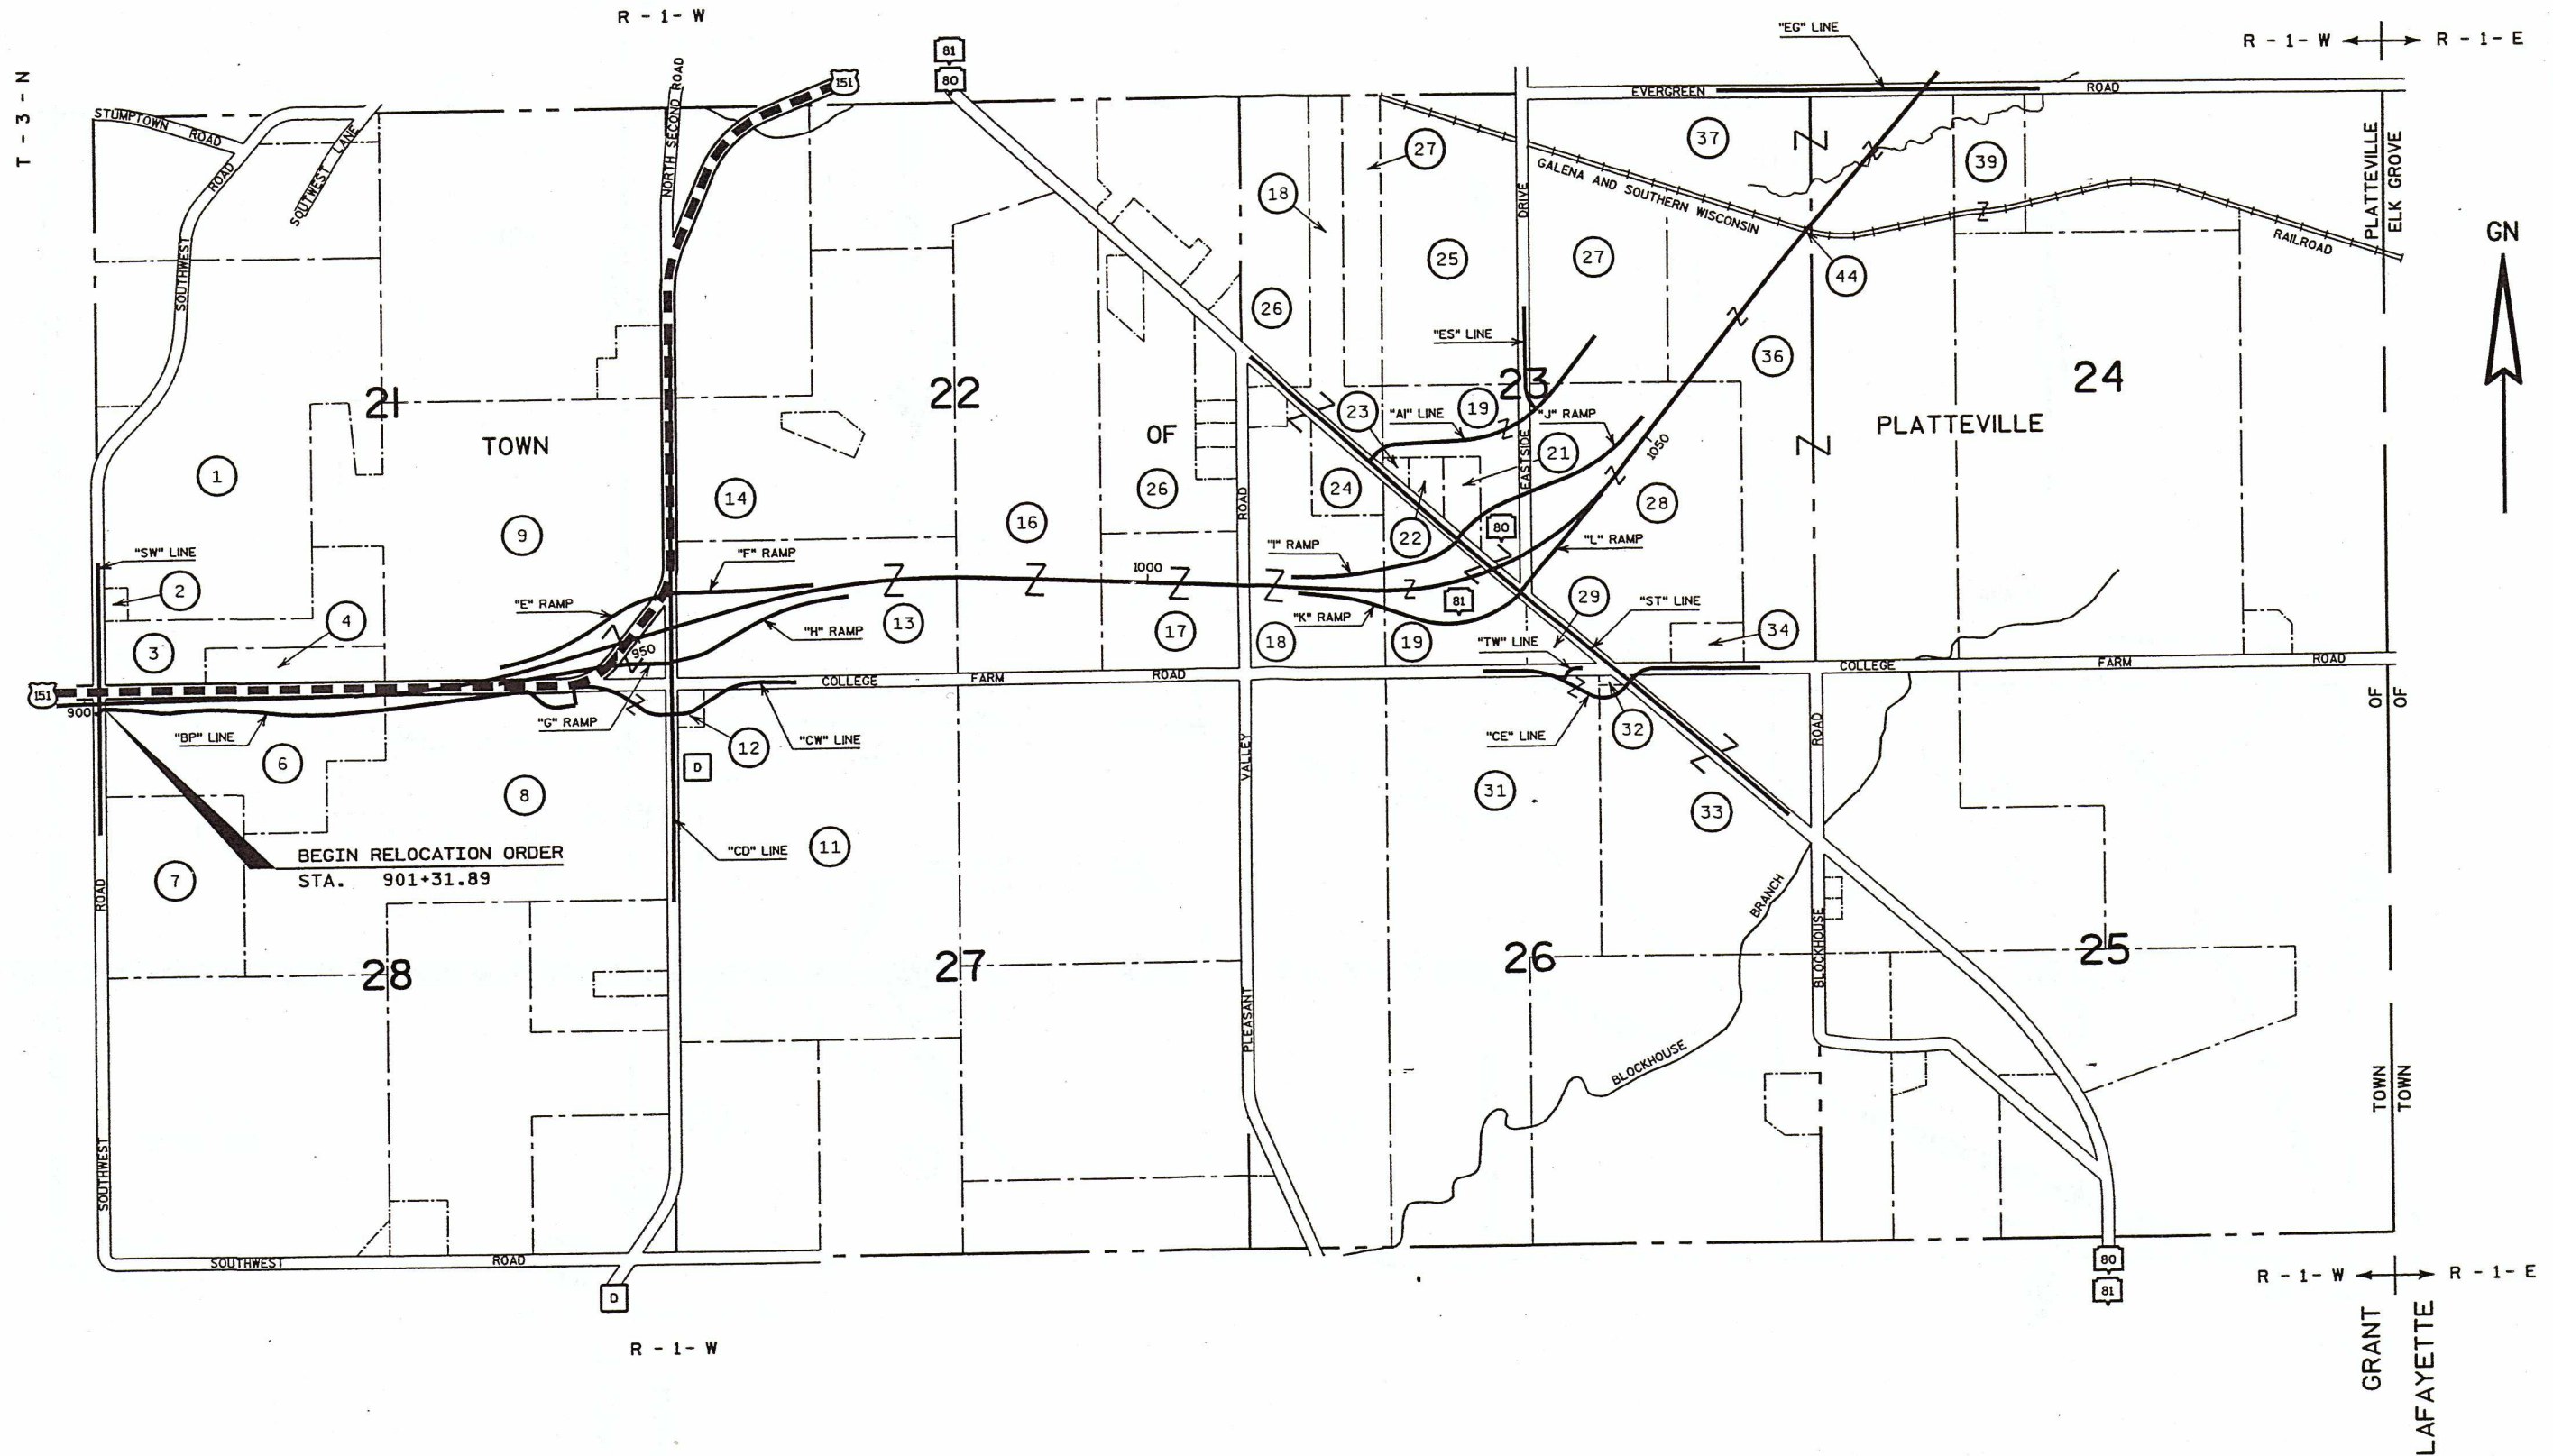 R - 1- W
81
80
"EG" LINE
R - 1- W
R - 1- E
T - 3 - N
151
NORTH SECOND ROAD
STUMPTOWN ROAD
SOUTWEST LANE
ROAD
SOUTHWEST
EVERGREEN ROAD
27
37
39
18
GALENA AND SOUTHERN WISCONSIN RAILROAD
DRIVE
PLATTEVILLE
ELK GROVE
GN
25
27
44
26
"ES" LINE
36
21
22
23
24
TOWN
OF
PLATTEVILLE
23
"AI" LINE
19
"J" RAMP
1050
1
14
26
24
21
EASTSIDE
28
9
16
ROAD
22
80
"SW" LINE
"F" RAMP
1000
"I" RAMP
"L" RAMP
2
"E" RAMP
4
13
"H" RAMP
17
18
"K" RAMP
81
19
29
"ST" LINE
34
3
950
"TW" LINE
151
900
COLLEGE FARM ROAD
COLLEGE FARM ROAD
"BP" LINE
"G" RAMP
12
"CW" LINE
"CE" LINE
32
ROAD
OF
OF
6
D
VALLEY
8
31
33
BEGIN RELOCATION ORDER
STA. 901+31.89
"CD" LINE
11
7
ROAD
BRANCH
BLOCKHOUSE
28
27
26
25
PLEASANT
BLOCKHOUSE
TOWN
TOWN
SOUTHWEST
SOUTHWEST ROAD
D
80
81
R - 1- W
R - 1- E
R - 1- W
GRANT
LAFAYETTE